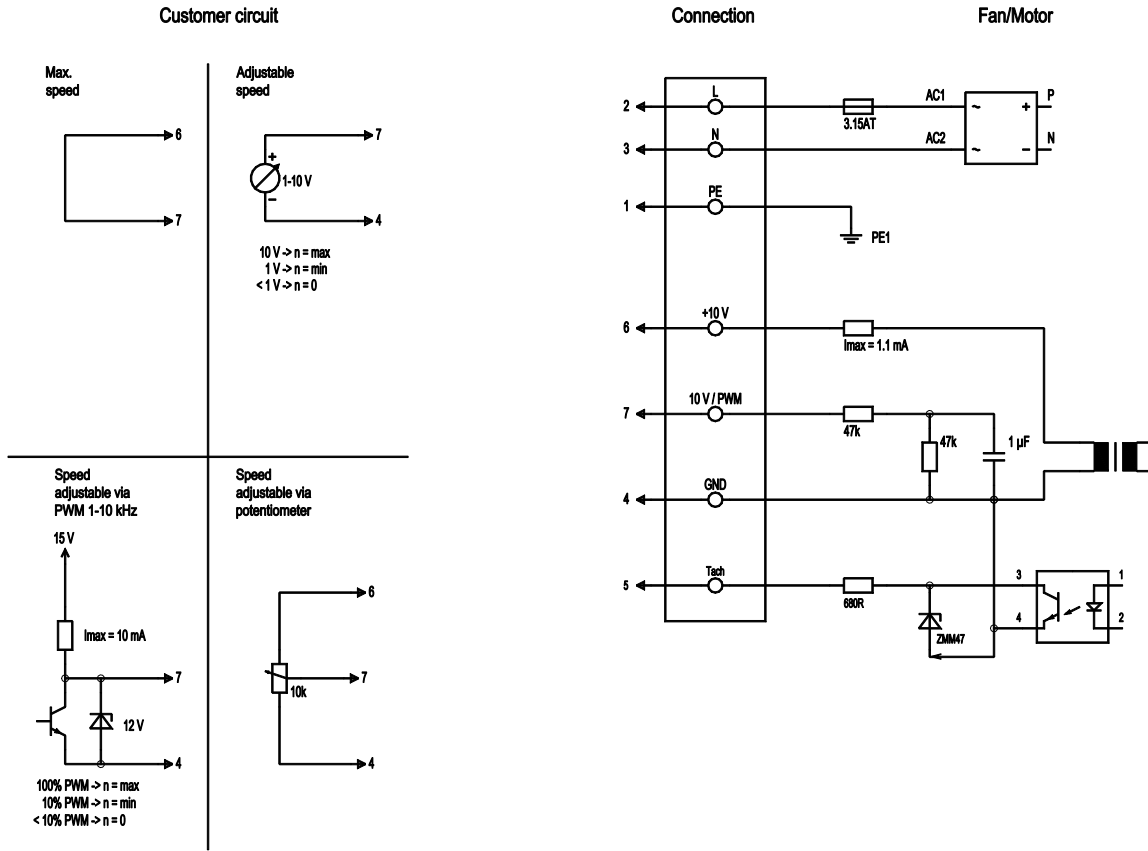 Customer circuit
Connection
Fan/Motor
Max.
speed
6
7
Adjustable
speed
7
+
1-10 V
–
4
10 V -> n = max
1 V -> n = min
< 1 V -> n = 0
Speed
adjustable via
PWM 1-10 kHz
15 V
Imax = 10 mA
7
12 V
4
100% PWM -> n = max
10% PWM -> n = min
< 10% PWM -> n = 0
Speed
adjustable via
potentiometer
6
10k
7
4
2
L
3.15AT
AC1
~
+
P
3
N
AC2
~
–
N
1
PE
PE1
6
+10 V
Imax = 1.1 mA
7
10 V / PWM
47k
47k
1 µF
4
GND
5
Tach
680R
ZMM47
3
1
4
2